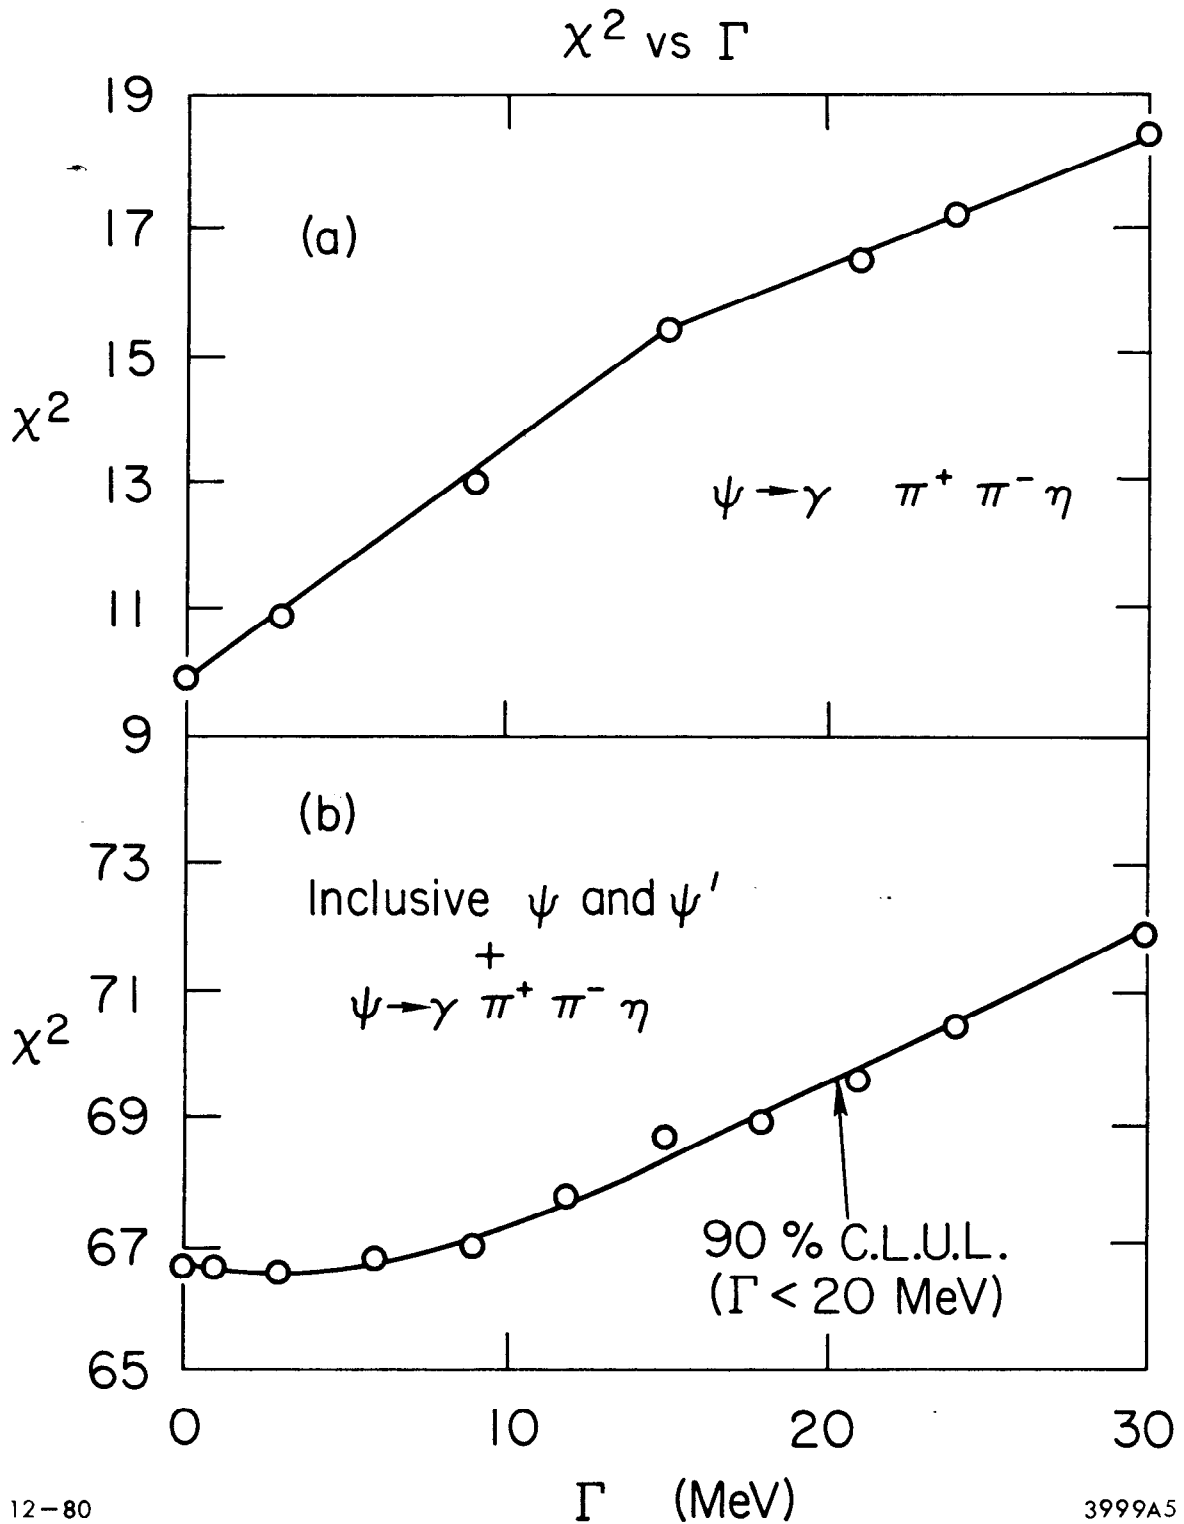 χ² vs Γ
19
17
(a)
15
χ²
13
ψ→γ π⁺ π⁻ η
11
9
(b)
73
Inclusive ψ and ψ′
+
71
ψ→γ π⁺ π⁻ η
χ²
69
67
90 % C.L.U.L.
(Γ < 20 MeV)
65
0 10 20 30
Γ (MeV)
12-80 3999A5